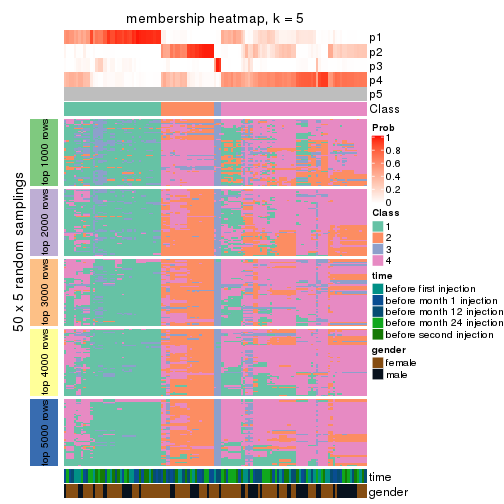 membership heatmap, k = 5
p1
p2
p3
p4
p5
Class
50 x 5 random samplings
top 1000 rows
top 2000 rows
top 3000 rows
top 4000 rows
top 5000 rows
time
gender
Prob
1
0.8
0.6
0.4
0.2
0
Class
1
2
3
4
time
before first injection
before month 1 injection
before month 12 injection
before month 24 injection
before second injection
gender
female
male